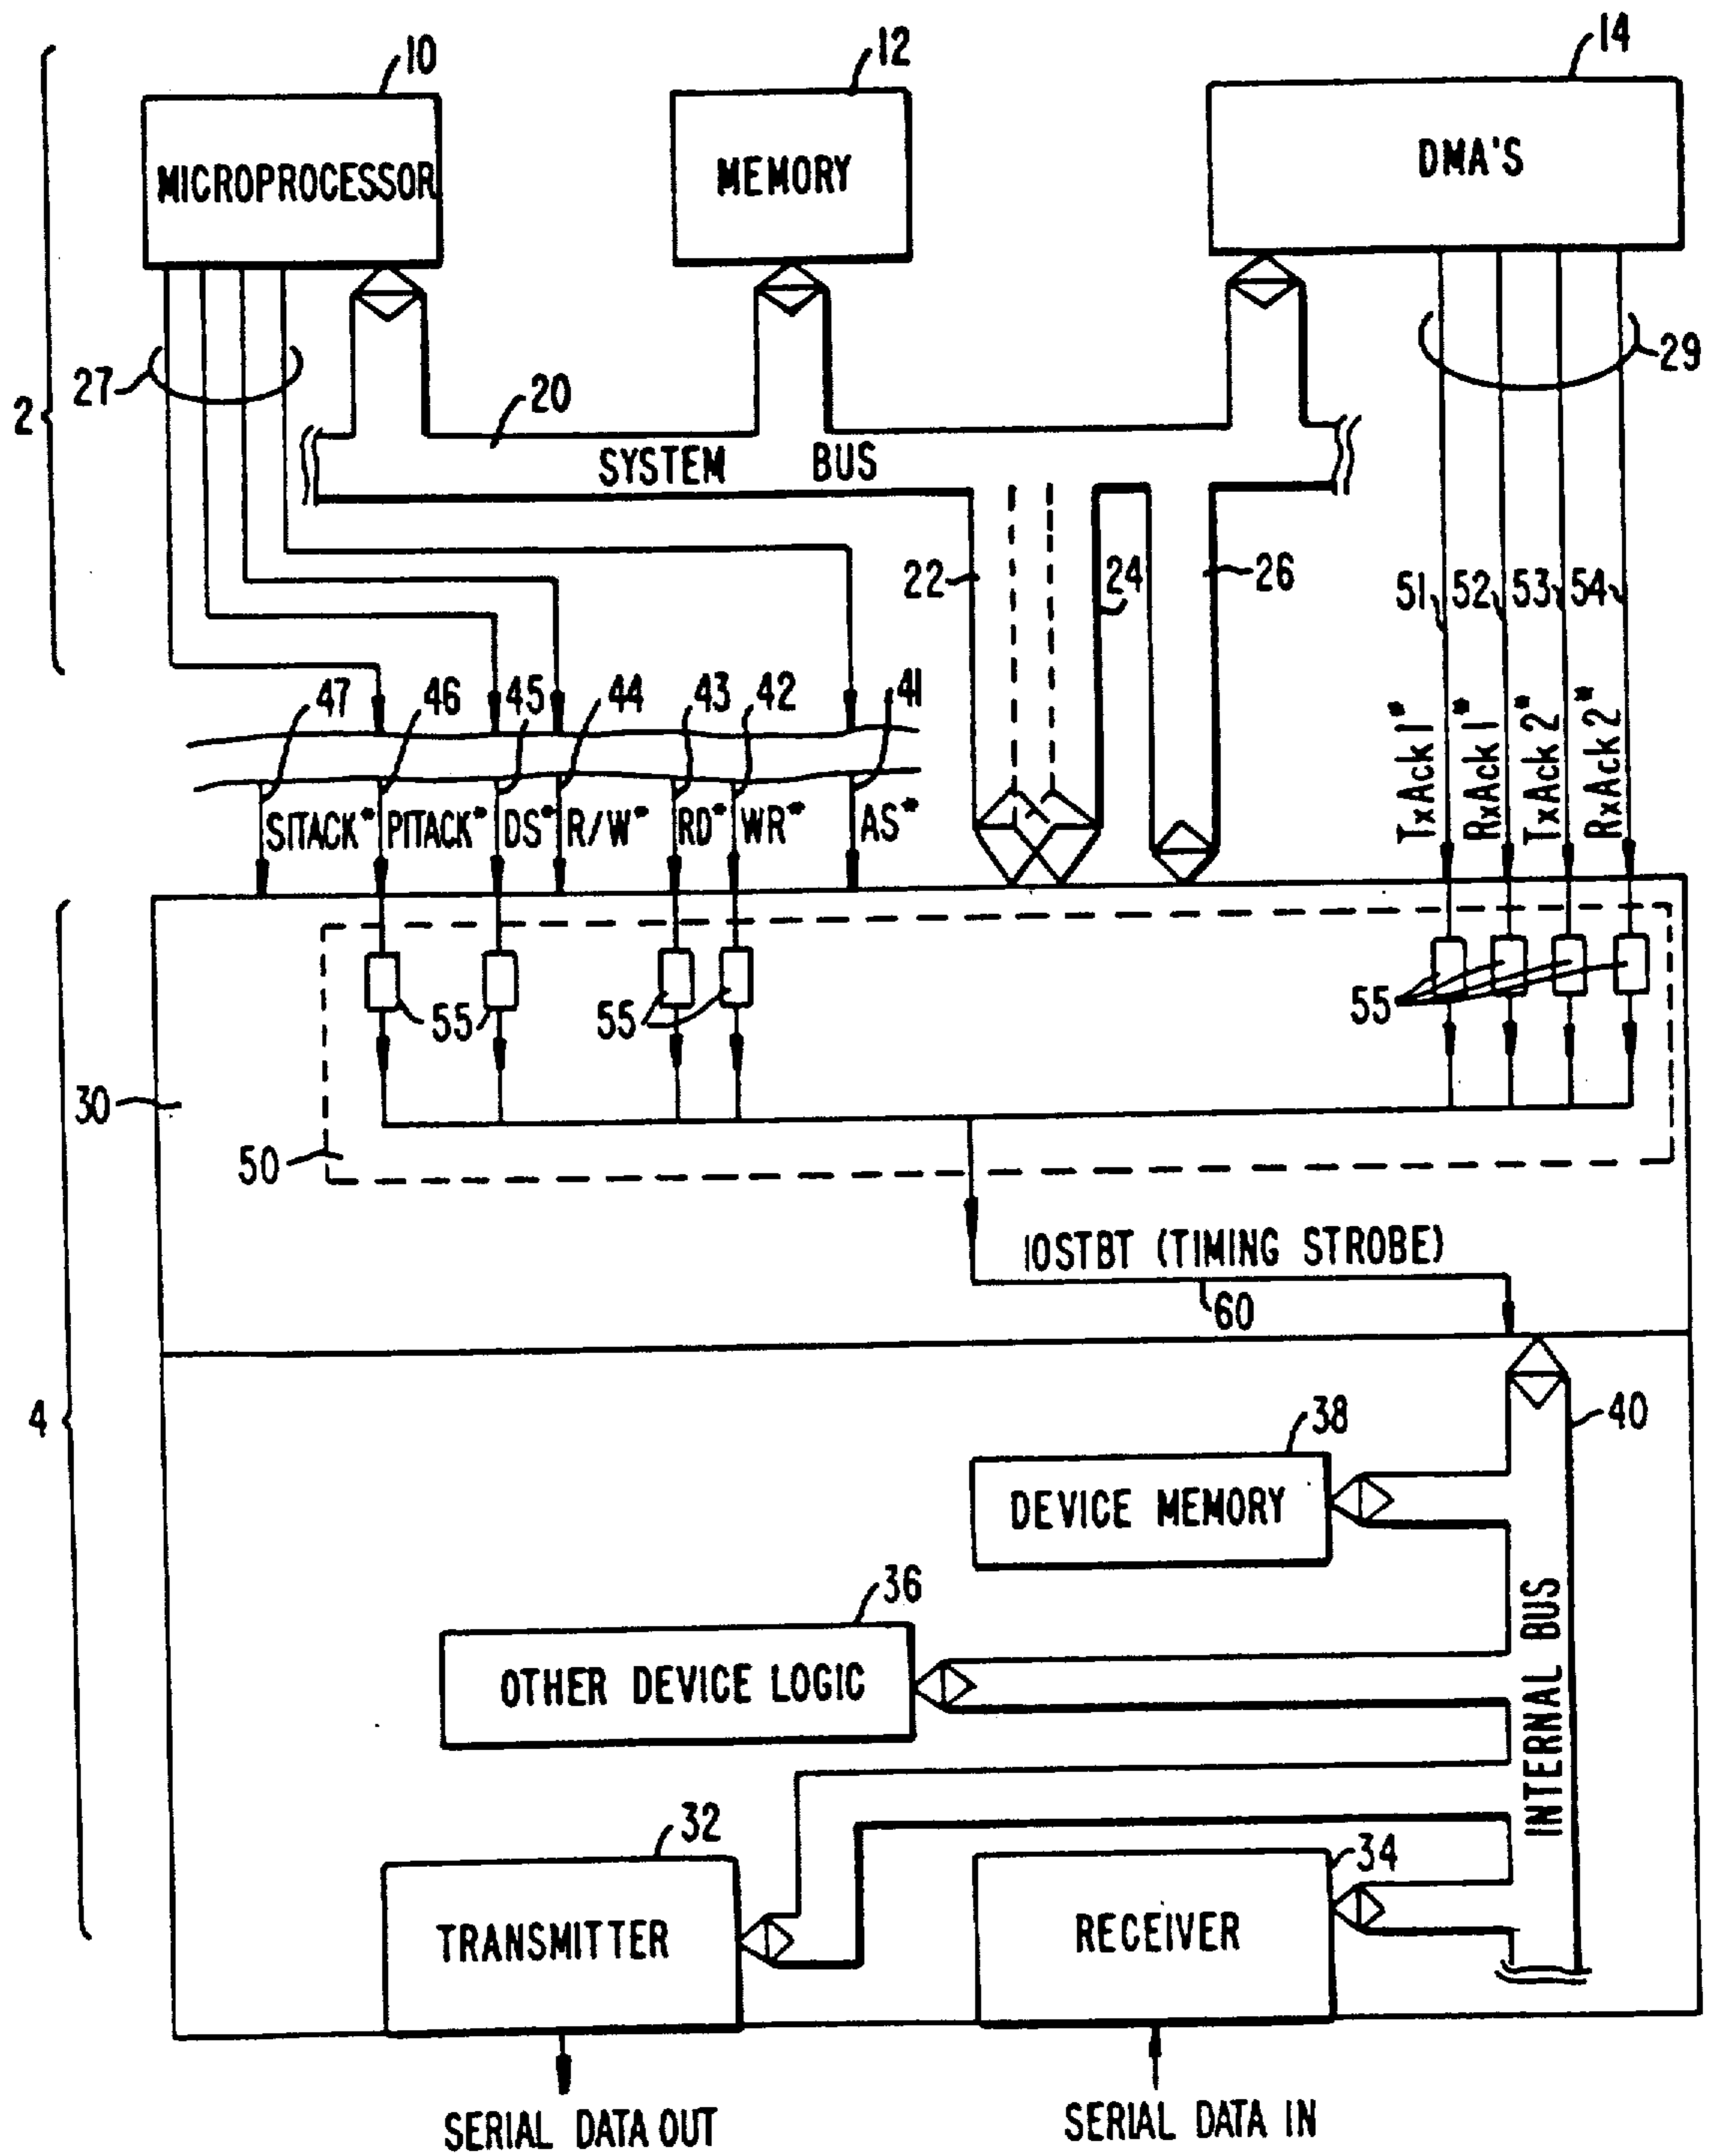 10
12
14
MICROPROCESSOR
MEMORY
DMA'S
27
29
2
20
SYSTEM BUS
22
24
26
51 52 53 54
47 46 45 44 43 42 41
SITACK* PITACK* DS* R/W* RD* WR* AS*
TxAck1*
RxAck1*
TxAck2*
RxAck2*
55
55
55
30
50
IOSTBT (TIMING STROBE)
60
4
38
40
DEVICE MEMORY
36
OTHER DEVICE LOGIC
INTERNAL BUS
32
34
TRANSMITTER
RECEIVER
SERIAL DATA OUT
SERIAL DATA IN